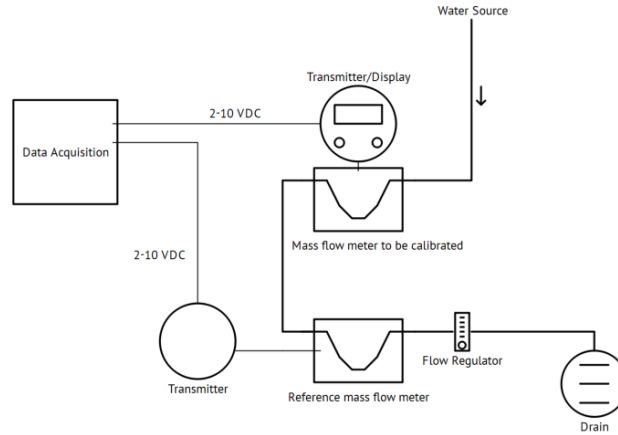 Water Source
Transmitter/Display
2-10 VDC
Data Acquisition
Mass flow meter to be calibrated
2-10 VDC
Flow Regulator
Transmitter
Reference mass flow meter
Drain